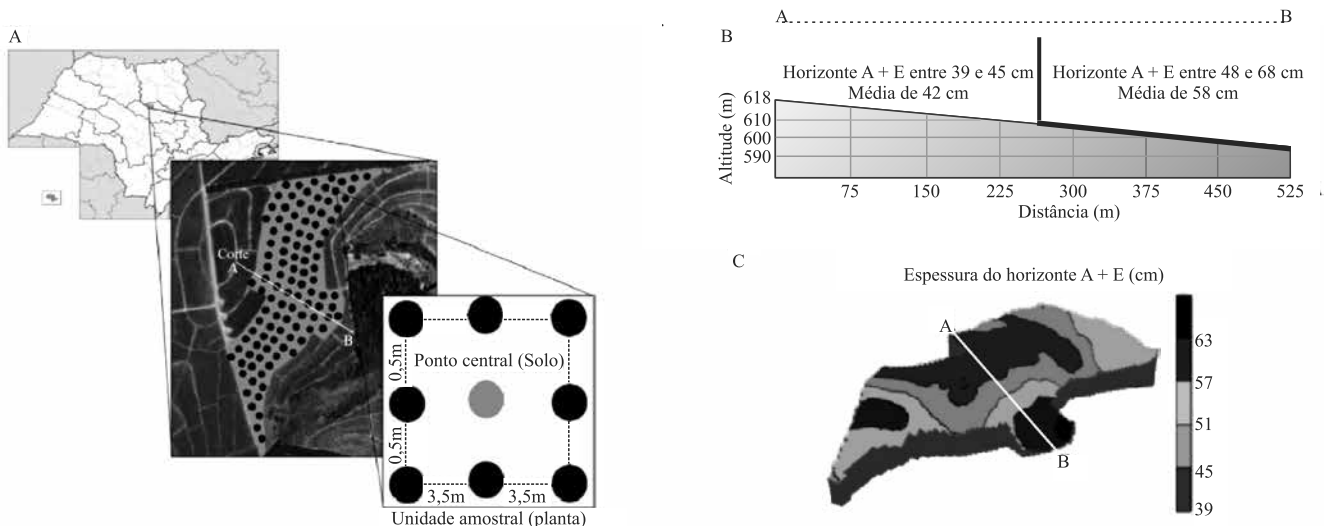 A
Corte
A
B
Ponto central (Solo)
0,5m
0,5m
3,5m
3,5m
Unidade amostral (planta)
A
B
B
Horizonte A + E entre 39 e 45 cm
Média de 42 cm
Horizonte A + E entre 48 e 68 cm
Média de 58 cm
Altitude (m)
618
610
600
590
75
150
225
300
375
450
525
Distância (m)
C
Espessura do horizonte A + E (cm)
A
B
63
57
51
45
39